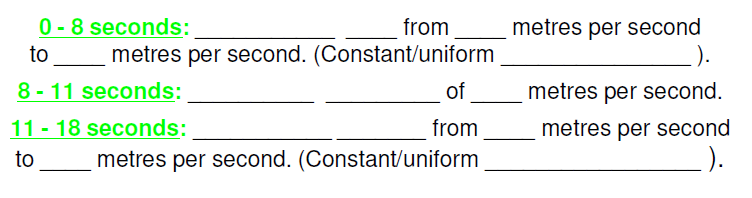 0 - 8 seconds: ___________ ____ from ____ metres per second
to ____ metres per second. (Constant/uniform _______________ ).
8 - 11 seconds: __________ _________ of ____ metres per second.
11 - 18 seconds: ___________ _______ from ____ metres per second
to ____ metres per second. (Constant/uniform _________________ ).